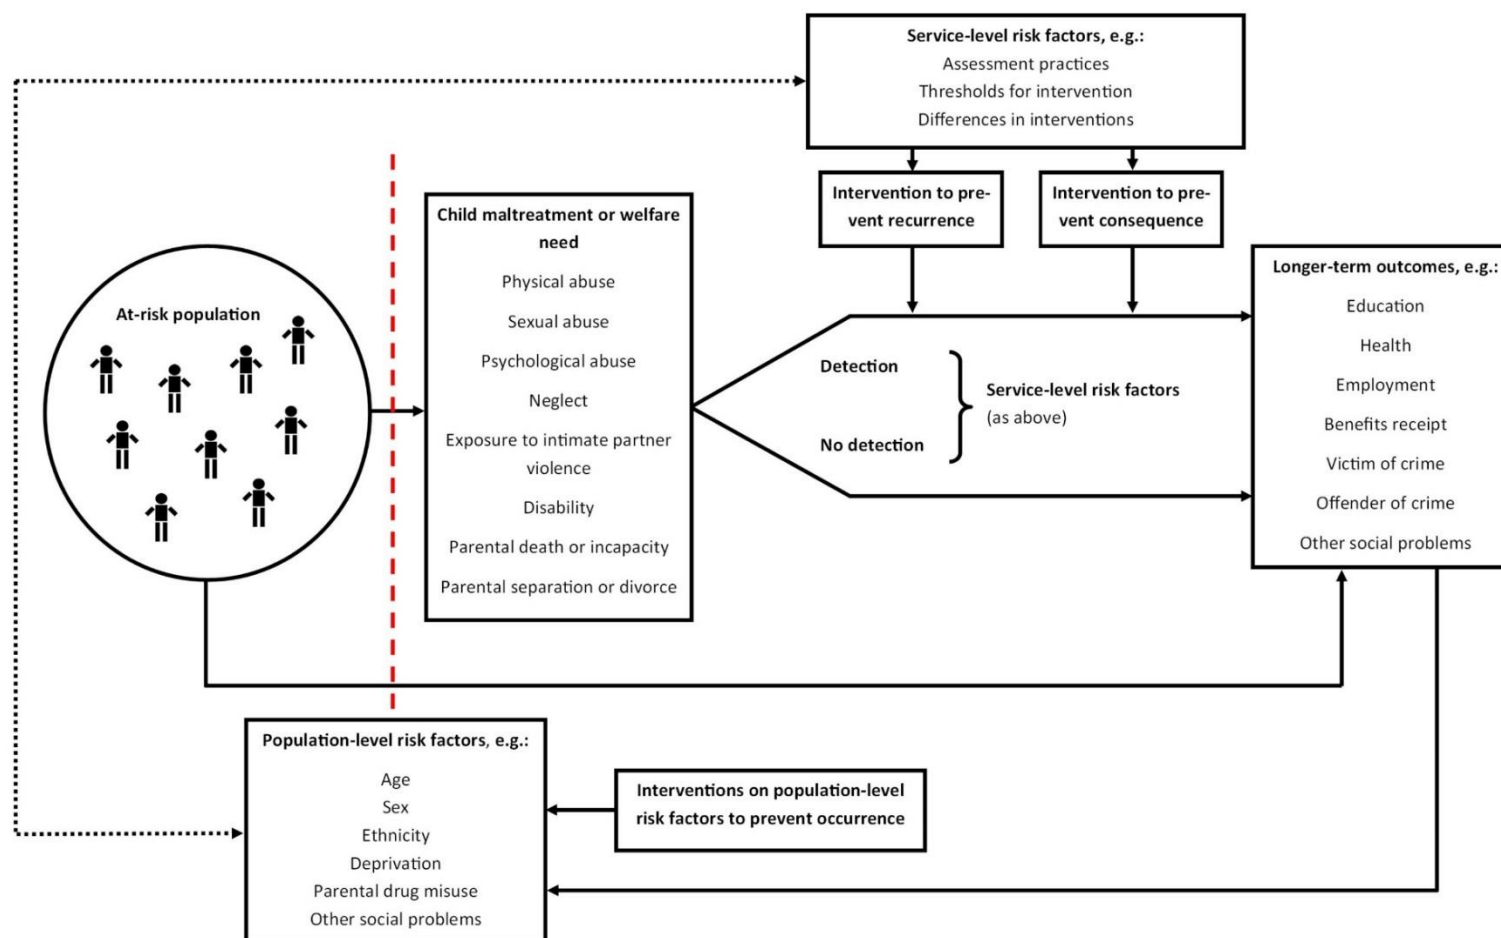 Service-level risk factors, e.g.:
Assessment practices
Thresholds for intervention
Differences in interventions
Intervention to pre-
vent recurrence
Intervention to pre-
vent consequence
Child maltreatment or welfare
need
Physical abuse
Sexual abuse
Psychological abuse
Neglect
Exposure to intimate partner
violence
Disability
Parental death or incapacity
Parental separation or divorce
At-risk population
Detection
No detection
Service-level risk factors
(as above)
Longer-term outcomes, e.g.:
Education
Health
Employment
Benefits receipt
Victim of crime
Offender of crime
Other social problems
Population-level risk factors, e.g.:
Age
Sex
Ethnicity
Deprivation
Parental drug misuse
Other social problems
Interventions on population-level
risk factors to prevent occurrence